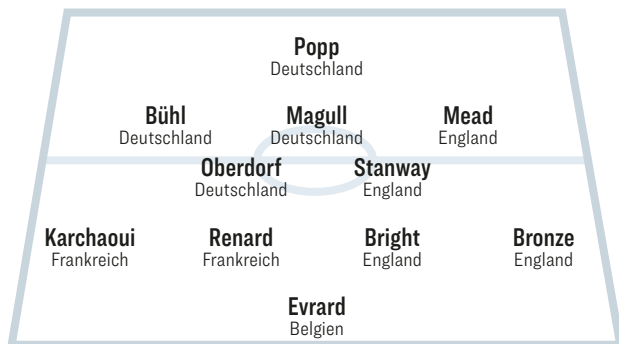 Popp
Deutschland
Bühl Magull Mead
Deutschland Deutschland England
Oberdorf Stanway
Deutschland England
Karchaoui Renard Bright Bronze
Frankreich Frankreich England England
Evrard
Belgien